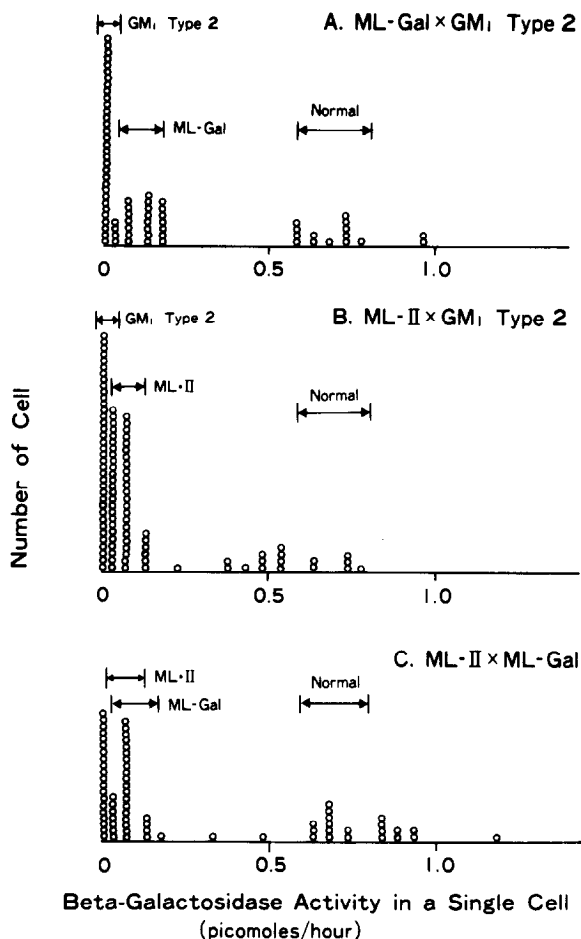 A. ML-Gal × GM₁ Type 2
GM₁ Type 2
ML-Gal
Normal
0 0.5 1.0
B. ML-II × GM₁ Type 2
GM₁ Type 2
ML·II
Normal
0 0.5 1.0
C. ML-II × ML-Gal
ML·II
ML-Gal
Normal
0 0.5 1.0
Number of Cell
Beta-Galactosidase Activity in a Single Cell
(picomoles/hour)